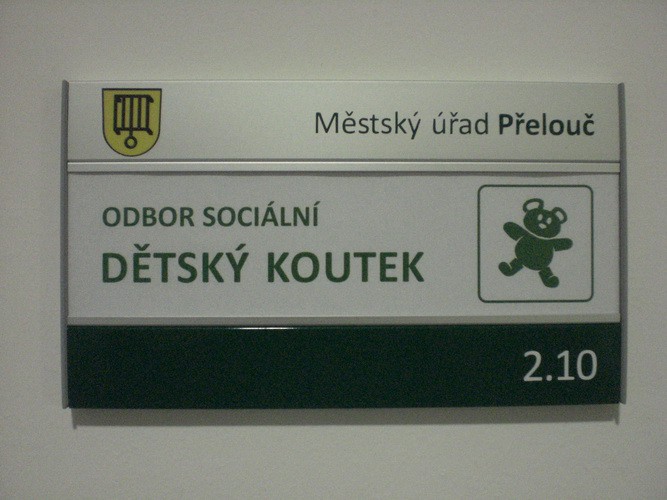 Městský úřad Přelouč
ODBOR SOCIÁLNÍ
DĚTSKÝ KOUTEK
2.10